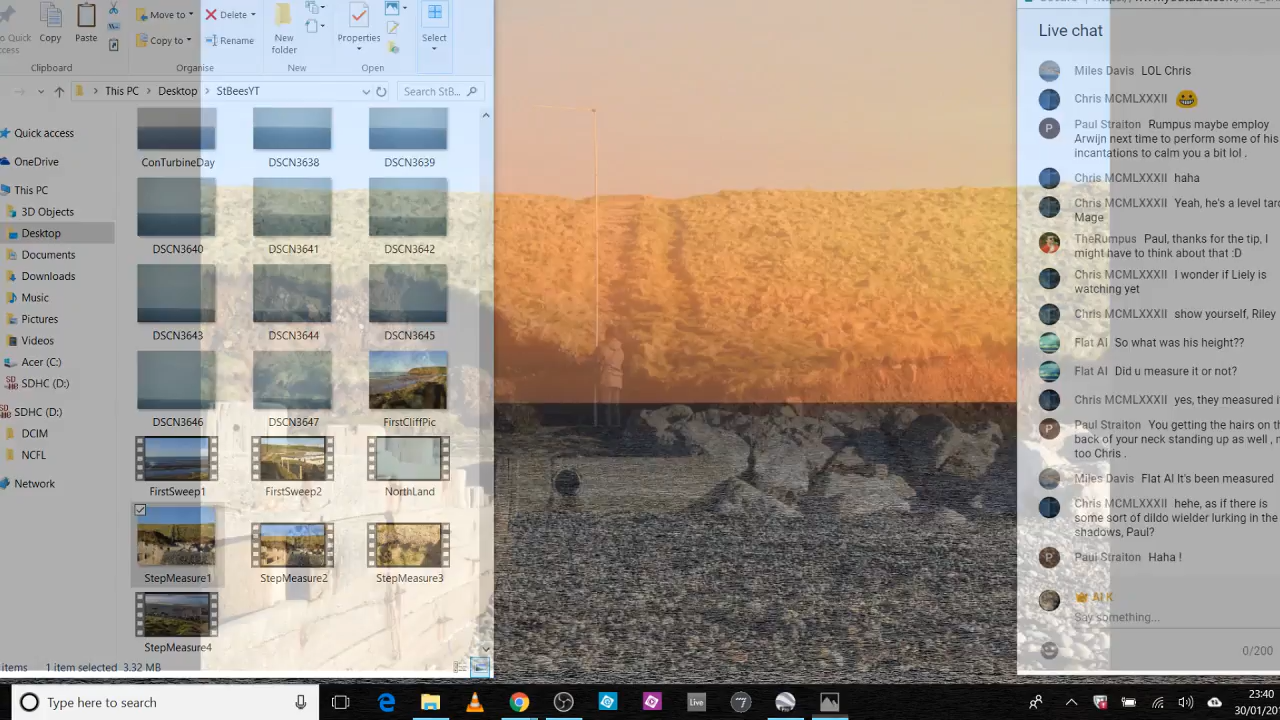 Copy
Paste
Move to
Copy to
Delete
Rename
New
folder
Properties
Select
Clipboard
Organise
New
Open
This PC
Desktop
StBeesYT
Search StB...
Quick access
OneDrive
This PC
3D Objects
Desktop
Documents
Downloads
Music
Pictures
Videos
Acer (C:)
SDHC (D:)
SDHC (D:)
DCIM
NCFL
Network
ConTurbineDay
DSCN3638
DSCN3639
DSCN3640
DSCN3641
DSCN3642
DSCN3643
DSCN3644
DSCN3645
DSCN3646
DSCN3647
FirstCliffPic
FirstSweep1
FirstSweep2
NorthLand
StepMeasure1
StepMeasure2
StepMeasure3
StepMeasure4
items 1 item selected 3.32 MB
Live chat
Miles Davis LOL Chris
Chris MCMLXXXII
P Paul Straiton Rumpus maybe employ
Arwijn next time to perform some of his
incantations to calm you a bit lol .
Chris MCMLXXXII haha
Chris MCMLXXXII Yeah, he's a level
Mage
TheRumpus Paul, thanks for the tip, I
might have to think about that :D
Chris MCMLXXXII I wonder if Liely is
watching yet
Chris MCMLXXXII show yourself, Riley
Flat Al So what was his height??
Flat Al Did u measure it or not?
Chris MCMLXXXII yes, they measured
P Paul Straiton You getting the hairs on
back of your neck standing up as well ,
too Chris .
Miles Davis Flat Al It's been measured
Chris MCMLXXXII hehe, as if there is
some sort of dildo wielder lurking in the
shadows, Paul?
P Paul Straiton Haha !
Al K
Say something...
0/200
Type here to search
Live
7
23:40